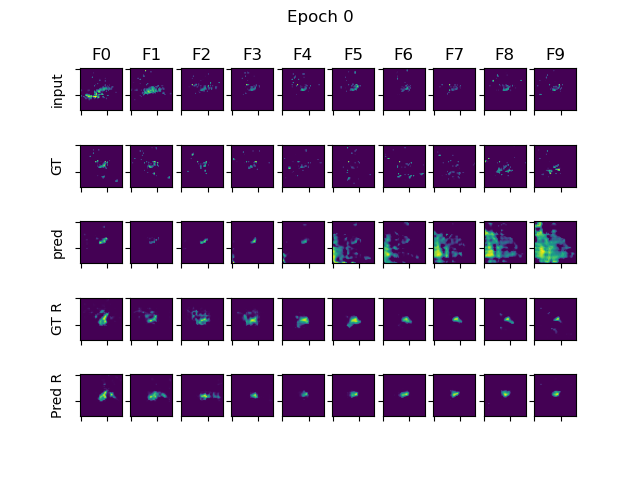 Epoch 0
F0 F1 F2 F3 F4 F5 F6 F7 F8 F9
input
GT
pred
GT R
Pred R